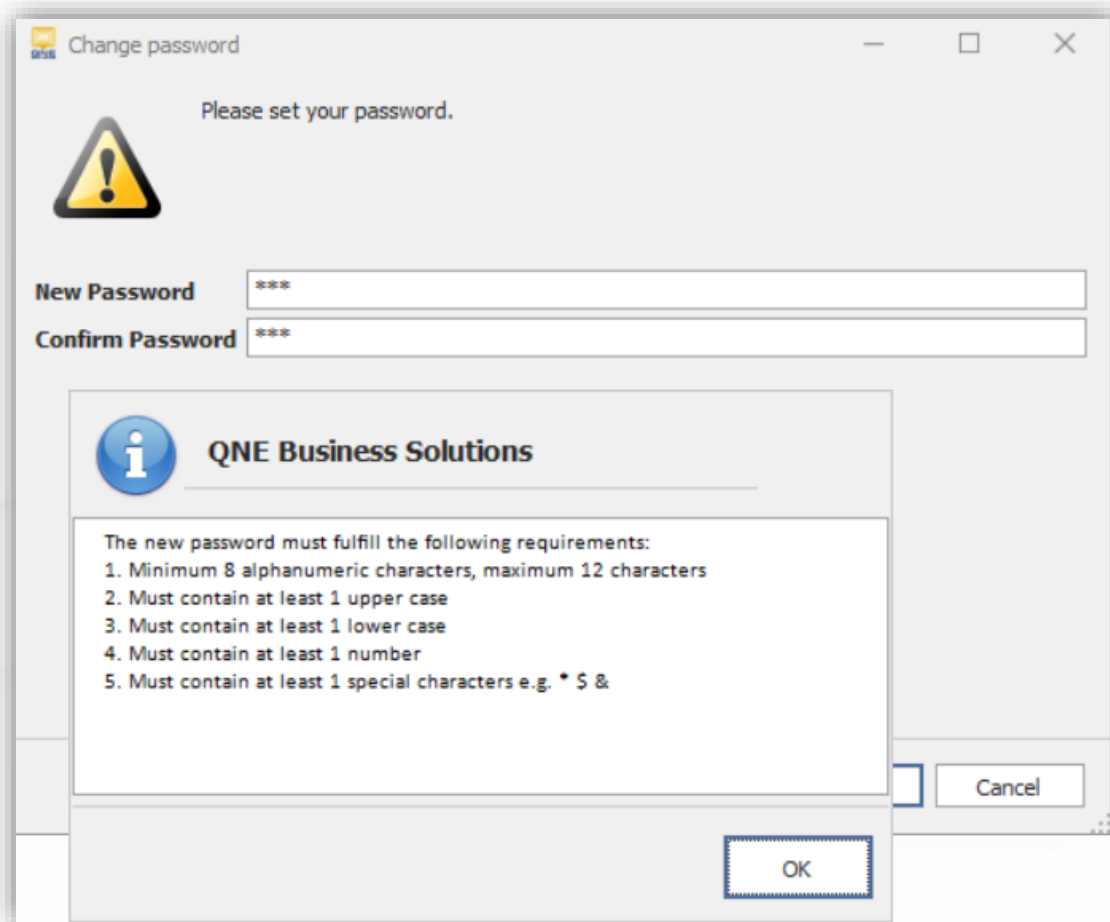 Change password
Please set your password.
New Password ***
Confirm Password ***
QNE Business Solutions
The new password must fulfill the following requirements:
1. Minimum 8 alphanumeric characters, maximum 12 characters
2. Must contain at least 1 upper case
3. Must contain at least 1 lower case
4. Must contain at least 1 number
5. Must contain at least 1 special characters e.g. * $ &
Cancel
OK